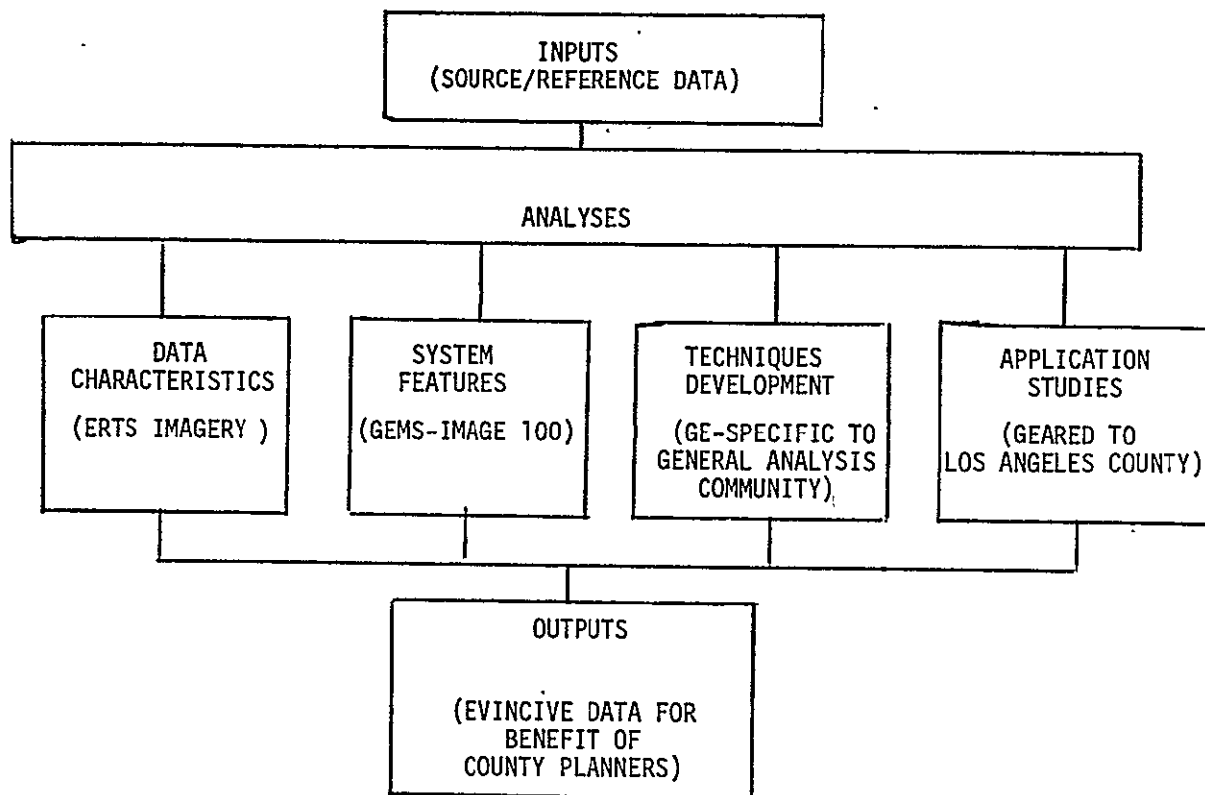 INPUTS
(SOURCE/REFERENCE DATA)
ANALYSES
DATA
CHARACTERISTICS
(ERTS IMAGERY )
SYSTEM
FEATURES
(GEMS-IMAGE 100)
TECHNIQUES
DEVELOPMENT
(GE-SPECIFIC TO
GENERAL ANALYSIS
COMMUNITY)
APPLICATION
STUDIES
(GEARED TO
LOS ANGELES COUNTY)
OUTPUTS
(EVINCIVE DATA FOR
BENEFIT OF
COUNTY PLANNERS)